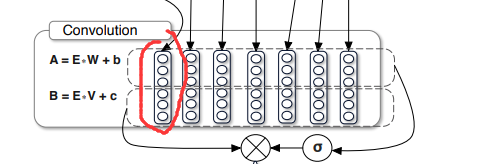 Convolution
A = E∗W + b
B = E∗V + c
σ